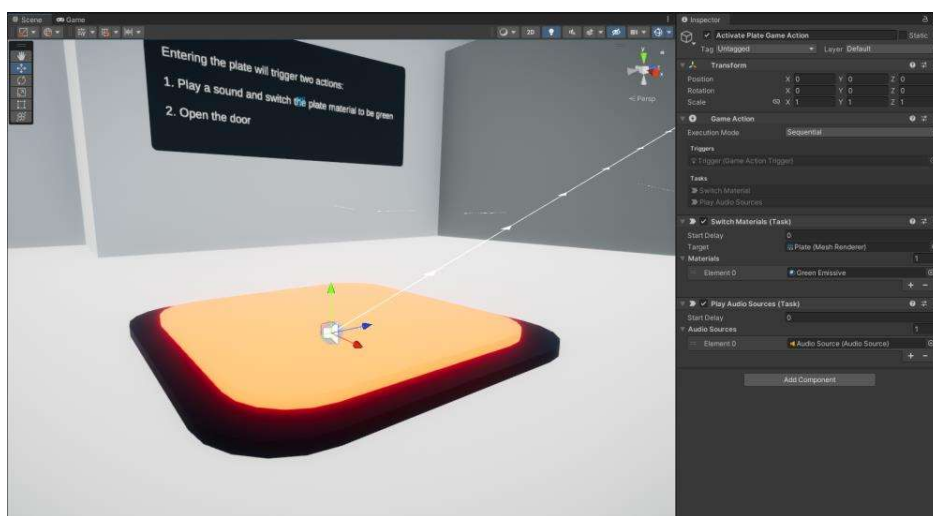 Scene Game
2D
Persp
Entering the plate will trigger two actions:
1. Play a sound and switch the plate material to be green
2. Open the door
Inspector
Activate Plate Game Action Static
Tag Untagged Layer Default
Transform
Position X 0 Y 0 Z 0
Rotation X 0 Y 0 Z 0
Scale X 1 Y 1 Z 1
Game Action
Execution Mode Sequential
Triggers
Trigger (Game Action Trigger)
Tasks
Switch Material
Play Audio Sources
Switch Materials (Task)
Start Delay 0
Target Plate (Mesh Renderer)
Materials 1
Element 0 Green Emissive
+ -
Play Audio Sources (Task)
Start Delay 0
Audio Sources 1
Element 0 Audio Source (Audio Source)
+ -
Add Component